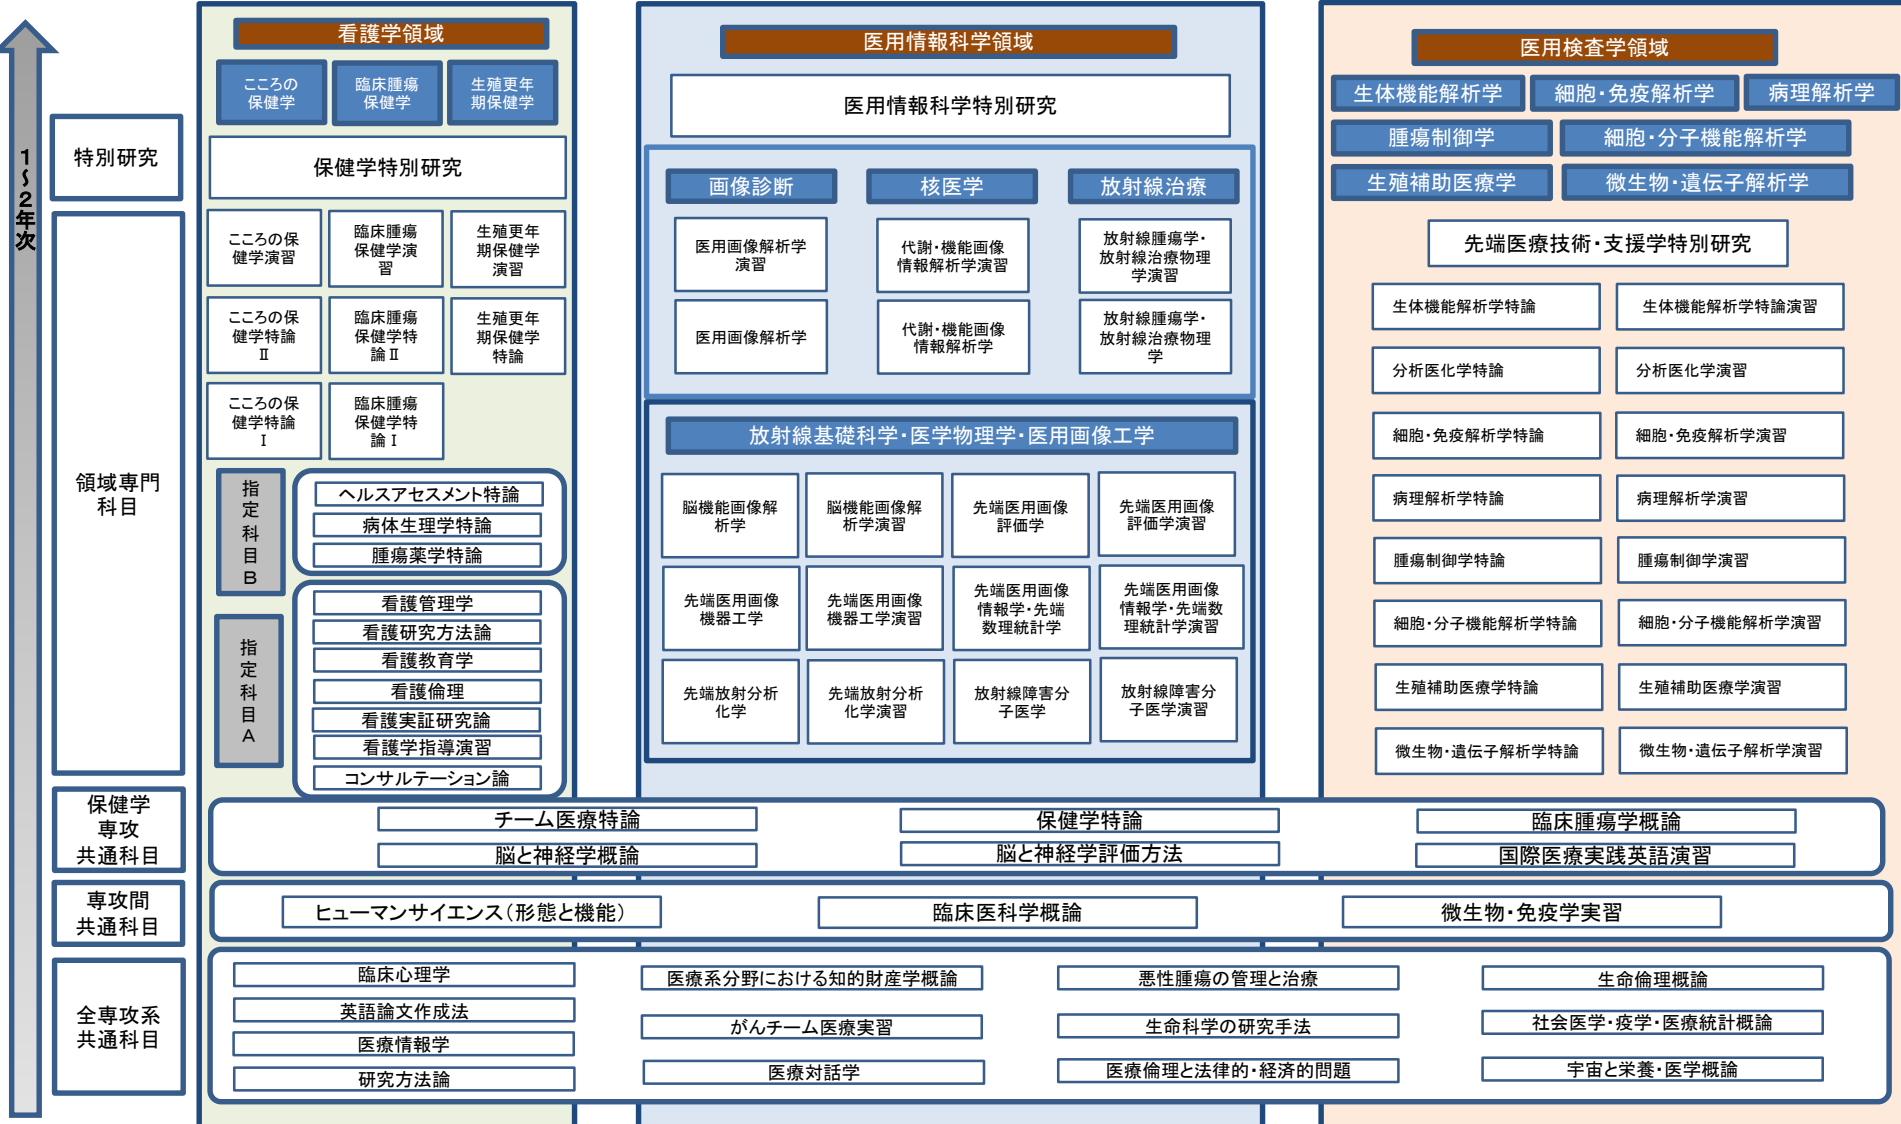 1～2年次
特別研究
領域専門
科目
保健学
専攻
共通科目
専攻間
共通科目
全専攻系
共通科目
看護学領域
こころの
保健学
臨床腫瘍
保健学
生殖更年
期保健学
保健学特別研究
こころの保
健学演習
臨床腫瘍
保健学演
習
生殖更年
期保健学
演習
こころの保
健学特論
Ⅱ
臨床腫瘍
保健学特
論Ⅱ
生殖更年
期保健学
特論
こころの保
健学特論
Ⅰ
臨床腫瘍
保健学特
論Ⅰ
指定科目B
ヘルスアセスメント特論
病体生理学特論
腫瘍薬学特論
指定科目A
看護管理学
看護研究方法論
看護教育学
看護倫理
看護実証研究論
看護学指導演習
コンサルテーション論
医用情報科学領域
医用情報科学特別研究
画像診断
核医学
放射線治療
医用画像解析学
演習
代謝・機能画像
情報解析学演習
放射線腫瘍学・
放射線治療物理
学演習
医用画像解析学
代謝・機能画像
情報解析学
放射線腫瘍学・
放射線治療物理
学
放射線基礎科学・医学物理学・医用画像工学
脳機能画像解
析学
脳機能画像解
析学演習
先端医用画像
評価学
先端医用画像
評価学演習
先端医用画像
機器工学
先端医用画像
機器工学演習
先端医用画像
情報学・先端
数理統計学
先端医用画像
情報学・先端数
理統計学演習
先端放射分析
化学
先端放射分析
化学演習
放射線障害分
子医学
放射線障害分
子医学演習
医用検査学領域
生体機能解析学
細胞・免疫解析学
病理解析学
腫瘍制御学
細胞・分子機能解析学
生殖補助医療学
微生物・遺伝子解析学
先端医療技術・支援学特別研究
生体機能解析学特論
生体機能解析学特論演習
分析医化学特論
分析医化学演習
細胞・免疫解析学特論
細胞・免疫解析学演習
病理解析学特論
病理解析学演習
腫瘍制御学特論
腫瘍制御学演習
細胞・分子機能解析学特論
細胞・分子機能解析学演習
生殖補助医療学特論
生殖補助医療学演習
微生物・遺伝子解析学特論
微生物・遺伝子解析学演習
チーム医療特論
保健学特論
臨床腫瘍学概論
脳と神経学概論
脳と神経学評価方法
国際医療実践英語演習
ヒューマンサイエンス（形態と機能）
臨床医科学概論
微生物・免疫学実習
臨床心理学
医療系分野における知的財産学概論
悪性腫瘍の管理と治療
生命倫理概論
英語論文作成法
がんチーム医療実習
生命科学の研究手法
社会医学・疫学・医療統計概論
医療情報学
研究方法論
医療対話学
医療倫理と法律的・経済的問題
宇宙と栄養・医学概論